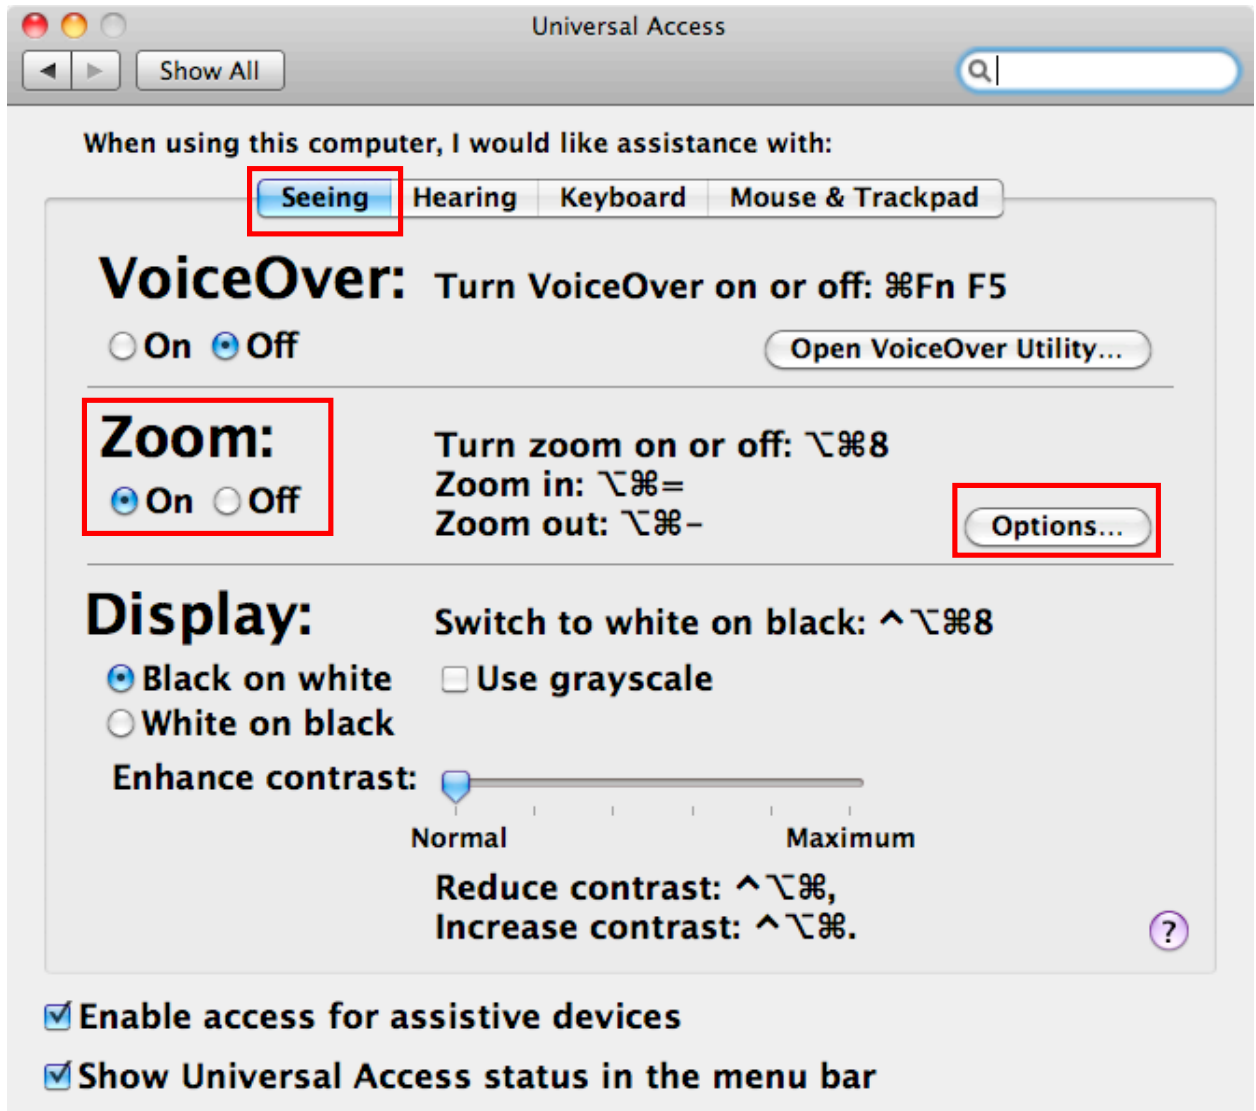 Universal Access
Show All
When using this computer, I would like assistance with:
Seeing Hearing Keyboard Mouse & Trackpad
VoiceOver: Turn VoiceOver on or off: ⌘Fn F5
On Off Open VoiceOver Utility...
Zoom: Turn zoom on or off: ⌥⌘8
Zoom in: ⌥⌘=
On Off
Zoom out: ⌥⌘-
Options...
Display: Switch to white on black: ^⌥⌘8
Black on white Use grayscale
White on black
Enhance contrast:
Normal Maximum
Reduce contrast: ^⌥⌘,
Increase contrast: ^⌥⌘.
?
Enable access for assistive devices
Show Universal Access status in the menu bar